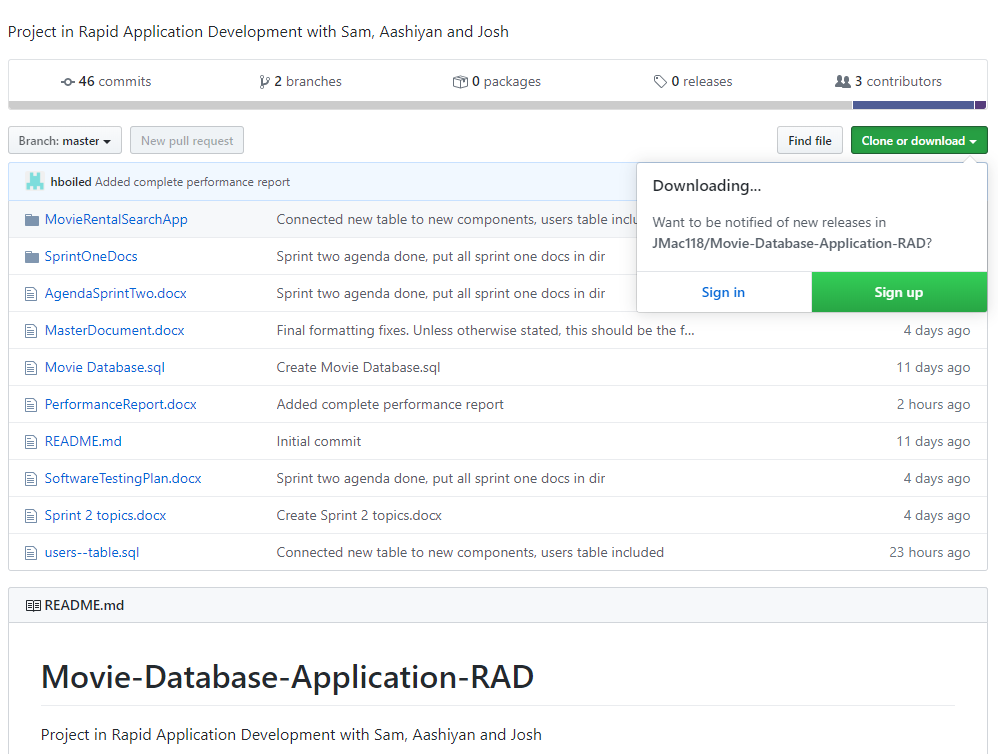 Project in Rapid Application Development with Sam, Aashiyan and Josh
46 commits 2 branches 0 packages 0 releases 3 contributors
Branch: master New pull request Find file Clone or download
hboiled Added complete performance report
Downloading...
Want to be notified of new releases in
JMac118/Movie-Database-Application-RAD?
Sign in Sign up
MovieRentalSearchApp Connected new table to new components, users table inclu
SprintOneDocs Sprint two agenda done, put all sprint one docs in dir
AgendaSprintTwo.docx Sprint two agenda done, put all sprint one docs in dir
MasterDocument.docx Final formatting fixes. Unless otherwise stated, this should be the f... 4 days ago
Movie Database.sql Create Movie Database.sql 11 days ago
PerformanceReport.docx Added complete performance report 2 hours ago
README.md Initial commit 11 days ago
SoftwareTestingPlan.docx Sprint two agenda done, put all sprint one docs in dir 4 days ago
Sprint 2 topics.docx Create Sprint 2 topics.docx 4 days ago
users--table.sql Connected new table to new components, users table included 23 hours ago
README.md
Movie-Database-Application-RAD
Project in Rapid Application Development with Sam, Aashiyan and Josh